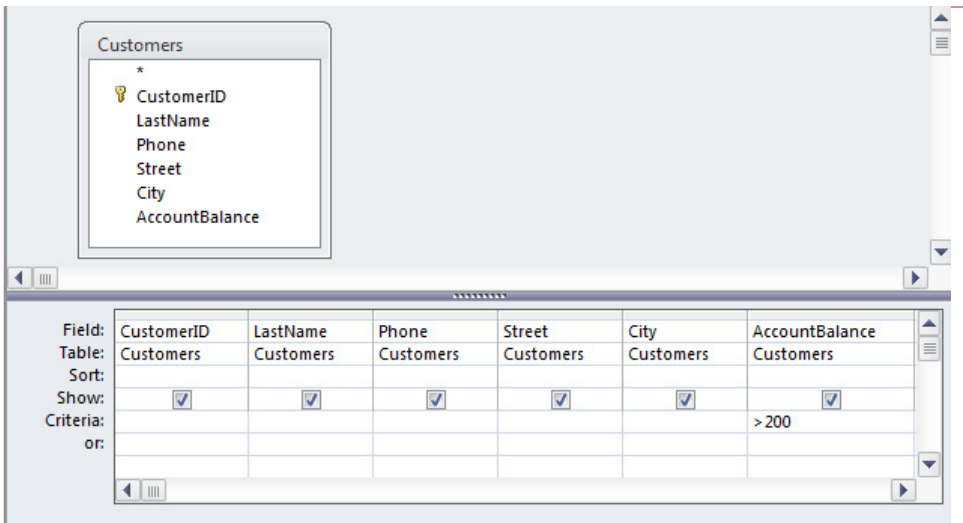 Customers
*
CustomerID
LastName
Phone
Street
City
AccountBalance
Field: CustomerID LastName Phone Street City AccountBalance
Table: Customers Customers Customers Customers Customers Customers
Sort:
Show:
Criteria: >200
or: